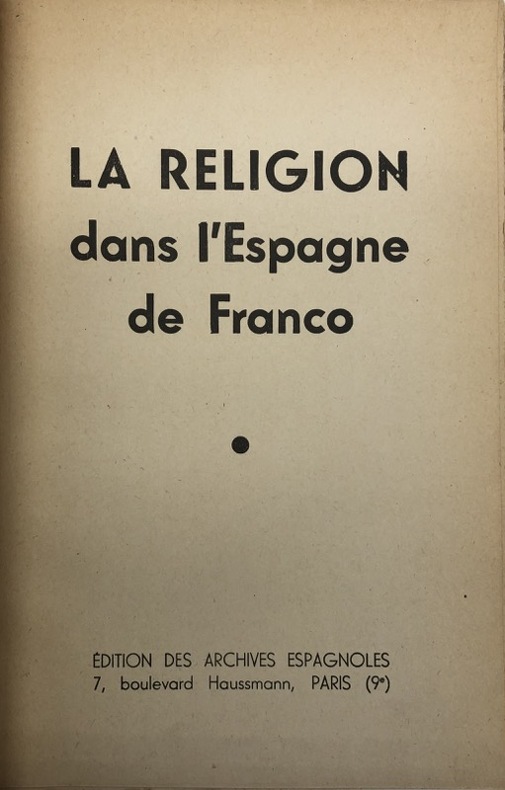 LA RELIGION
dans l'Espagne
de Franco
●
ÉDITION DES ARCHIVES ESPAGNOLES
7, boulevard Haussmann, PARIS (9ᵉ)